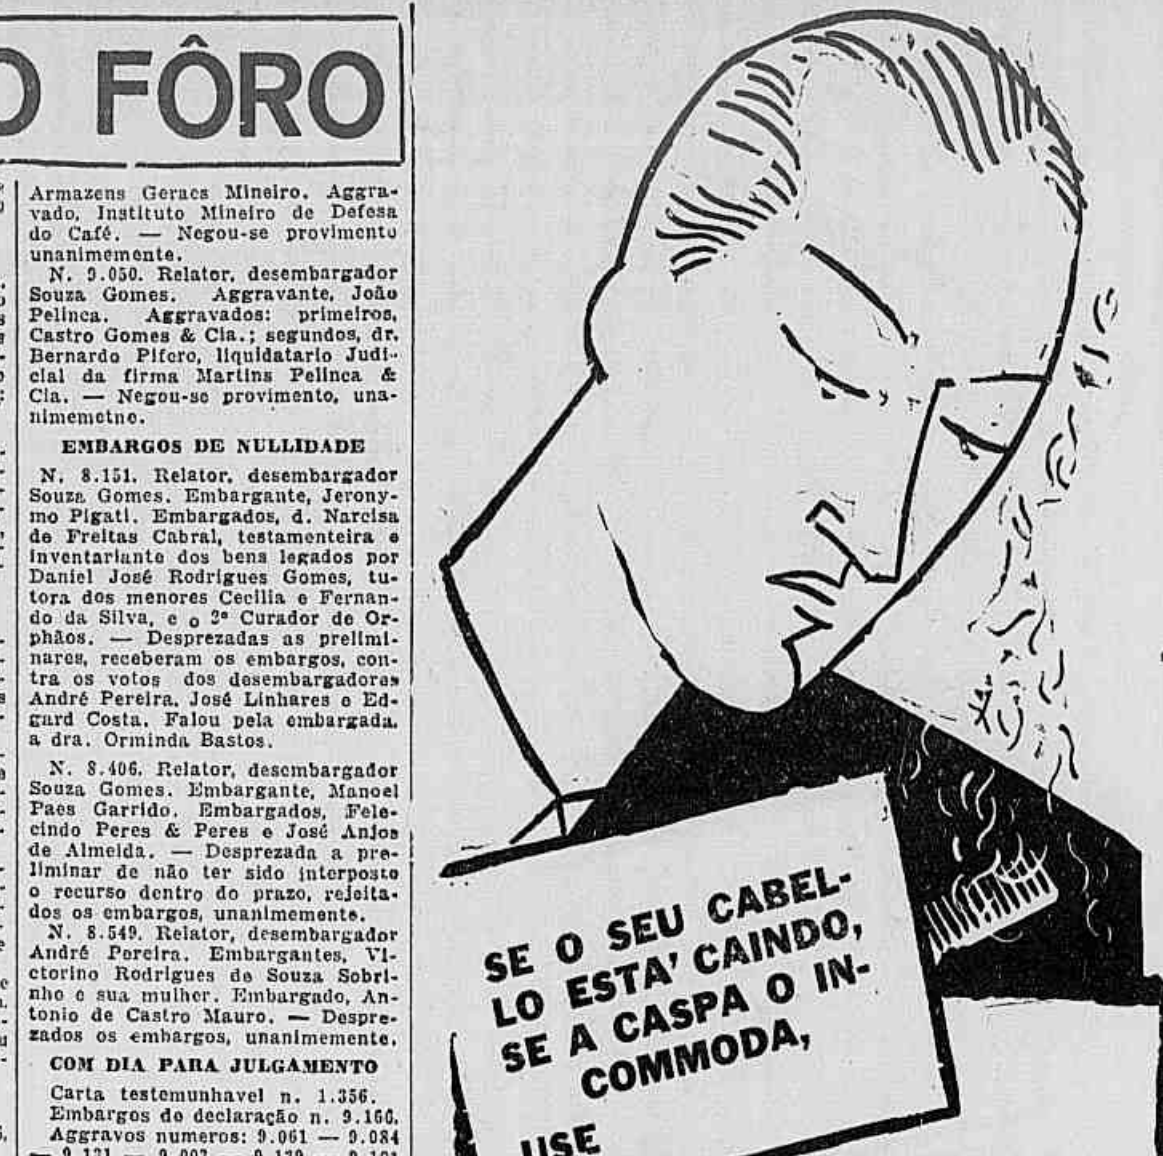 O FÔRO
Armazens Geraes Mineiro. Aggra-
vado, Instituto Mineiro de Defesa
do Café. — Negou-se provimento
unanimemente.
N. 9.050. Relator, desembargador
Souza Gomes. Aggravante, João
Pelinca. Aggravados: primeiros,
Castro Gomes & Cia.; segundos, dr.
Bernardo Pifero, liquidatario Judi-
cial da firma Martins Pelinca &
Cia. — Negou-se provimento, una-
nimemetne.
EMBARGOS DE NULLIDADE
N. 8.151. Relator, desembargador
Souza Gomes. Embargante, Jerony-
mo Pigati. Embargados, d. Narcisa
de Freitas Cabral, testamenteira e
inventariante dos bens legados por
Daniel José Rodrigues Gomes, tu-
tora dos menores Cecilia e Fernan-
do da Silva, e o 2º Curador de Or-
phãos. — Desprezadas as prelimi-
nares, receberam os embargos, con-
tra os votos dos desembargadores
André Pereira, José Linhares e Ed-
gard Costa. Falou pela embargada,
a dra. Orminda Bastos.
N. 8.406. Relator, desembargador
Souza Gomes. Embargante, Manoel
Paes Garrido. Embargados, Fele-
cindo Peres & Peres e José Anjos
de Almeida. — Desprezada a pre-
liminar de não ter sido interposto
o recurso dentro do prazo, rejeita-
dos os embargos, unanimemente.
N. 8.549. Relator, desembargador
André Pereira. Embargantes, Vi-
ctorino Rodrigues de Souza Sobri-
nho e sua mulher. Embargado, An-
tonio de Castro Mauro. — Despre-
zados os embargos, unanimemente.
COM DIA PARA JULGAMENTO
Carta testemunhavel n. 1.356.
Embargos de declaração n. 9.166.
Aggravos numeros: 9.061 — 9.084
SE O SEU CABEL-
LO ESTA' CAINDO,
SE A CASPA O IN-
COMMODA,
USE